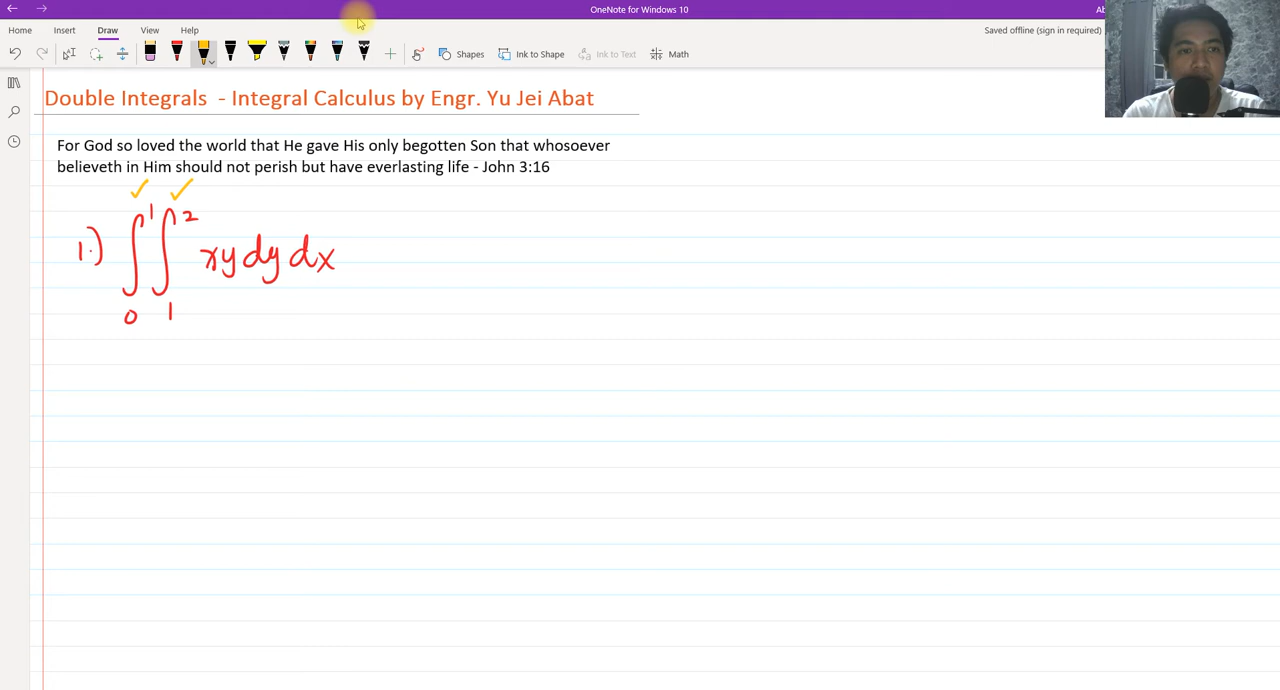 OneNote for Windows 10
Ab
Home Insert Draw View Help
Saved offline (sign in required)
Shapes Ink to Shape Ink to Text Math
Double Integrals - Integral Calculus by Engr. Yu Jei Abat
For God so loved the world that He gave His only begotten Son that whosoever
believeth in Him should not perish but have everlasting life - John 3:16
1.) ∫₀¹ ∫₁² xy dy dx